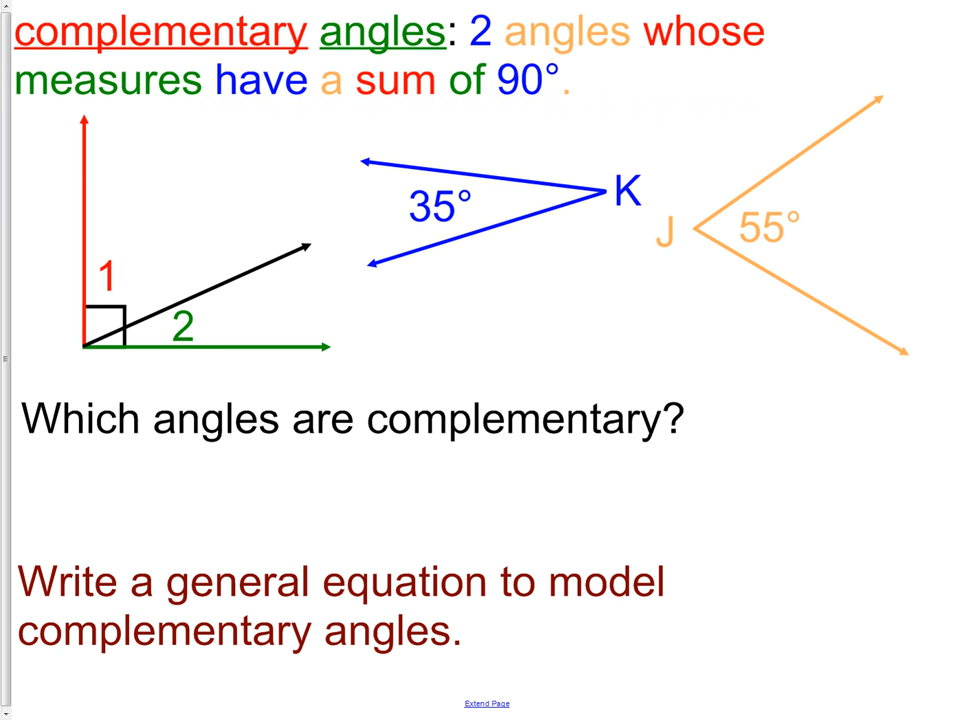 complementary angles: 2 angles whose
measures have a sum of 90°.
35°
K
J
55°
1
2
Which angles are complementary?
Write a general equation to model
complementary angles.
Extend Page